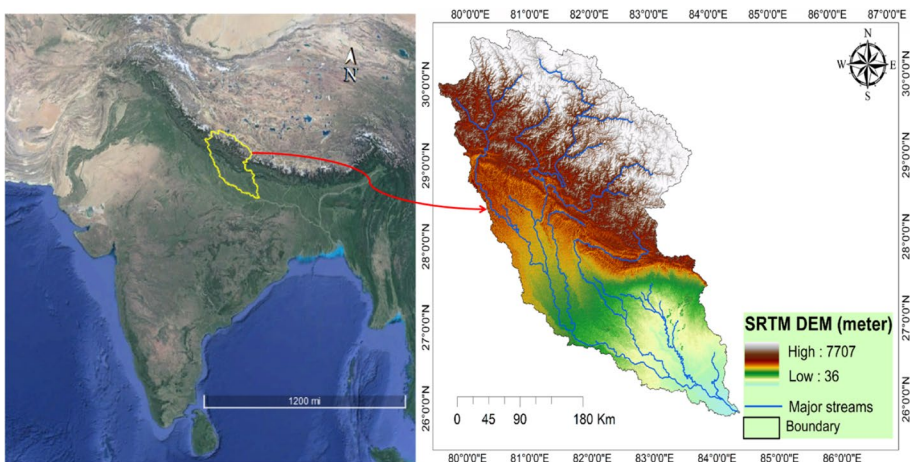 N
1200 mi
80°0'0"E 81°0'0"E 82°0'0"E 83°0'0"E 84°0'0"E 85°0'0"E 86°0'0"E 87°0'0"E
30°0'0"N
29°0'0"N
28°0'0"N
27°0'0"N
26°0'0"N
30°0'0"N
29°0'0"N
28°0'0"N
27°0'0"N
26°0'0"N
N
W E
S
SRTM DEM (meter)
High : 7707
Low : 36
Major streams
Boundary
0 45 90 180 Km
80°0'0"E 81°0'0"E 82°0'0"E 83°0'0"E 84°0'0"E 85°0'0"E 86°0'0"E